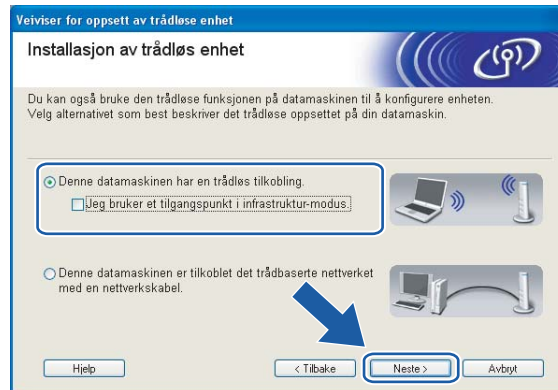 Veiviser for oppsett av trådløse enhet
Installasjon av trådløs enhet
Du kan også bruke den trådløse funksjonen på datamaskinen til å konfigurere enheten.
Velg alternativet som best beskriver det trådløse oppsettet på din datamaskin.
Denne datamaskinen har en trådløs tilkobling.
Jeg bruker et tilgangspunkt i infrastruktur-modus.
Denne datamaskinen er tilkoblet det trådbaserte nettverket
med en nettverkskabel.
Hjelp
< Tilbake
Neste >
Avbryt